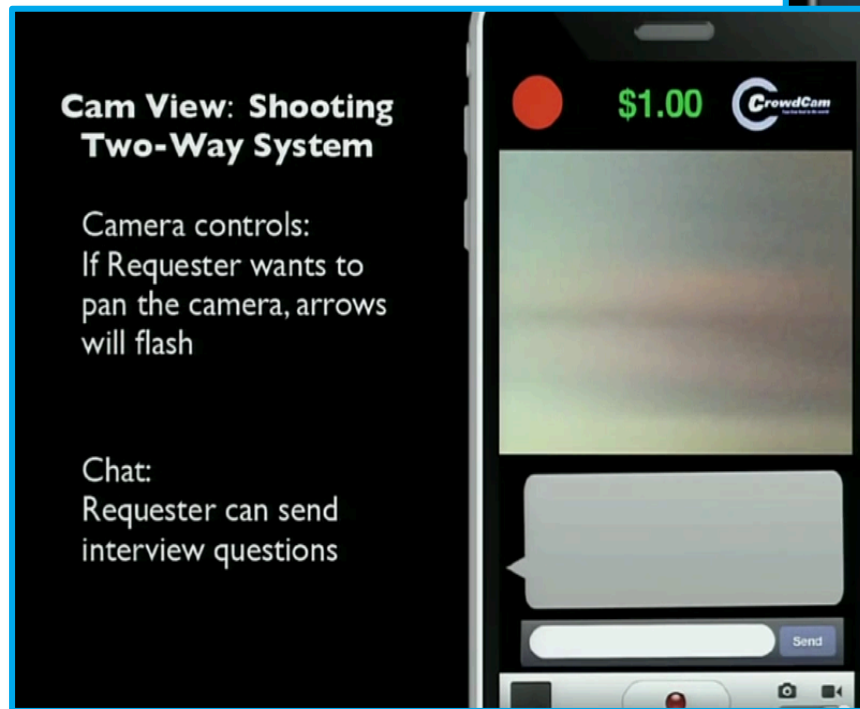 Cam View: Shooting
Two-Way System
Camera controls:
If Requester wants to
pan the camera, arrows
will flash
Chat:
Requester can send
interview questions
$1.00
CrowdCam
Send